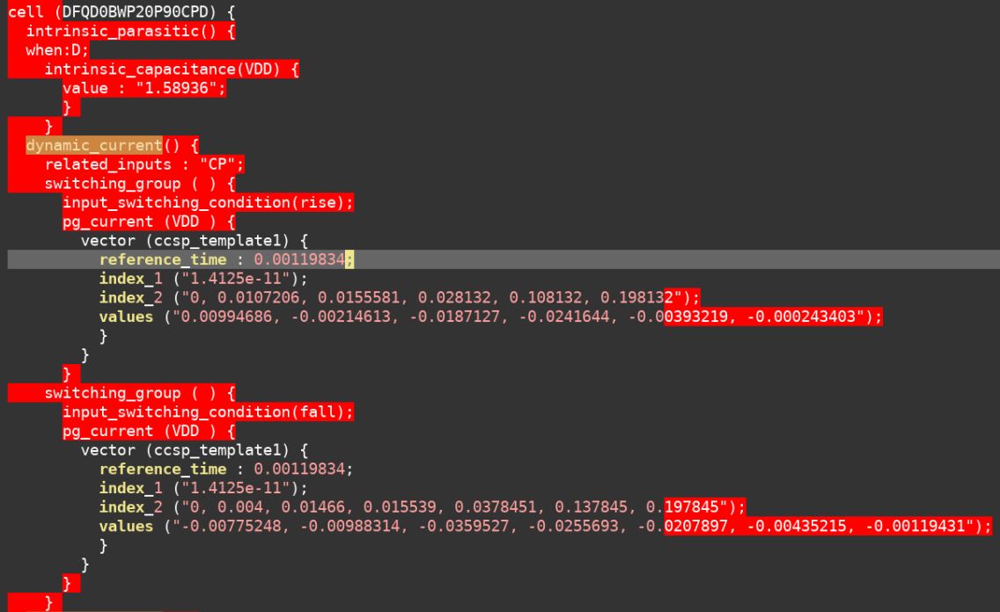 cell (DFQD0BWP20P90CPD) {
intrinsic_parasitic() {
when:D;
intrinsic_capacitance(VDD) {
value : "1.58936";
}
}
dynamic_current() {
related_inputs : "CP";
switching_group ( ) {
input_switching_condition(rise);
pg_current (VDD ) {
vector (ccsp_template1) {
reference_time : 0.00119834;
index_1 ("1.4125e-11");
index_2 ("0, 0.0107206, 0.0155581, 0.028132, 0.108132, 0.198132");
values ("0.00994686, -0.00214613, -0.0187127, -0.0241644, -0.00393219, -0.000243403");
}
}
}
switching_group ( ) {
input_switching_condition(fall);
pg_current (VDD ) {
vector (ccsp_template1) {
reference_time : 0.00119834;
index_1 ("1.4125e-11");
index_2 ("0, 0.004, 0.01466, 0.015539, 0.0378451, 0.137845, 0.197845");
values ("-0.00775248, -0.00988314, -0.0359527, -0.0255693, -0.0207897, -0.00435215, -0.00119431");
}
}
}
}